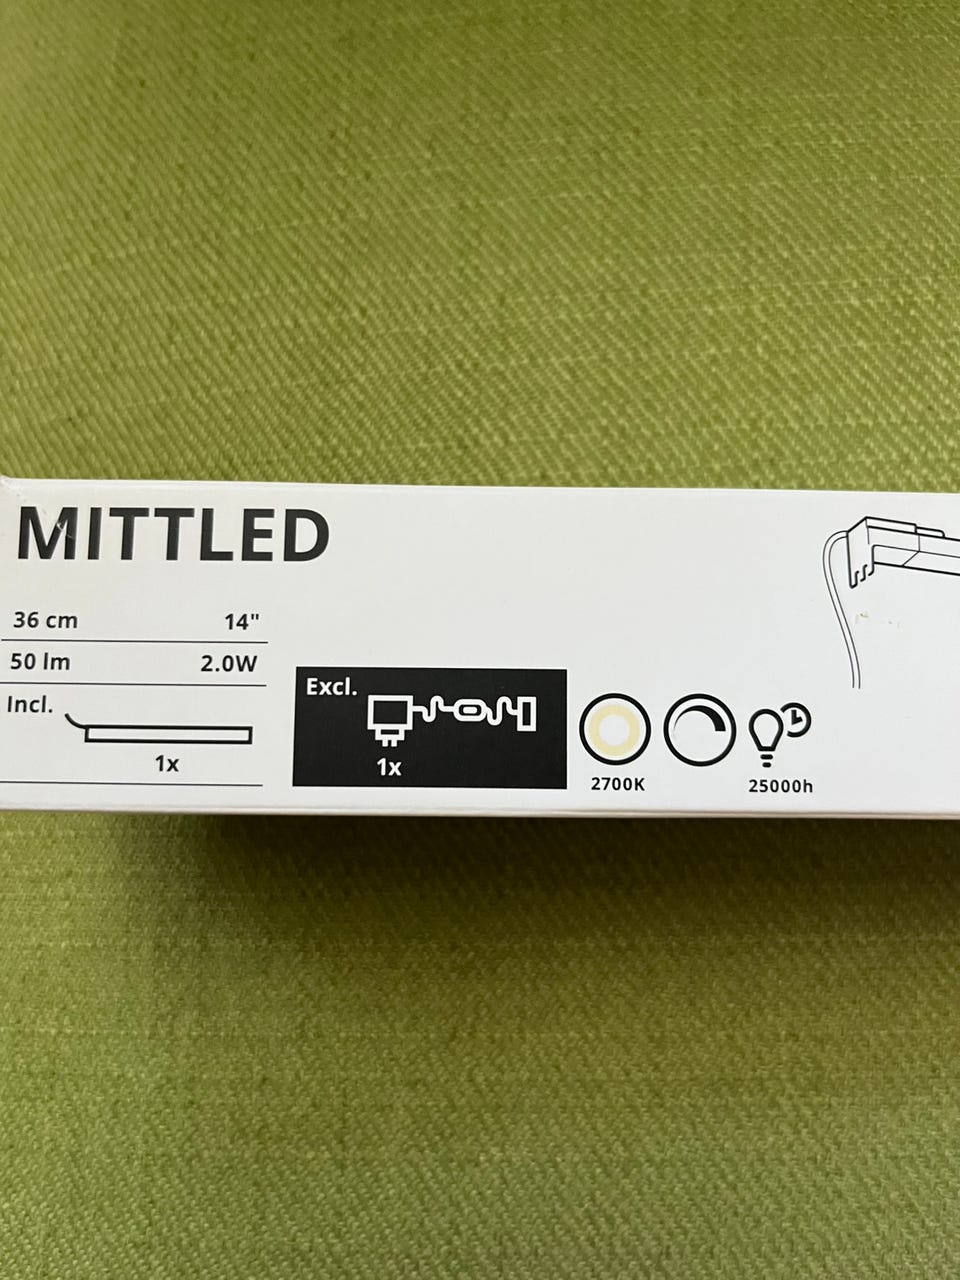 MITTLED
36 cm 14"
50 lm 2.0W
Incl.
1x
Excl.
1x
2700K
25000h